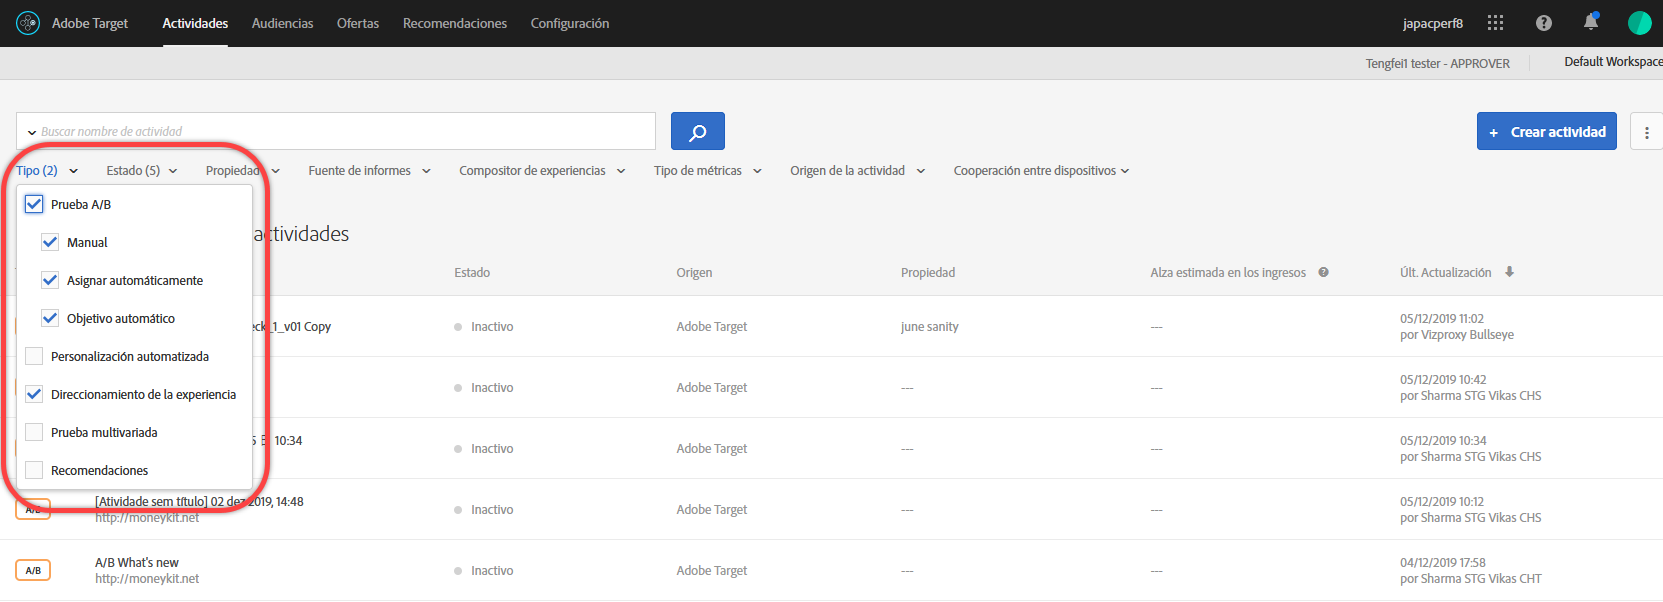 Adobe Target Actividades Audiencias Ofertas Recomendaciones Configuración japacperf8
Tengfei1 tester - APPROVER Default Workspace
Buscar nombre de actividad
+ Crear actividad
Tipo (2) Estado (5) Propiedad Fuente de informes Compositor de experiencias Tipo de métricas Origen de la actividad Cooperación entre dispositivos
Prueba A/B
actividades
Manual
Estado Origen Propiedad Alza estimada en los ingresos Últ. Actualización
Asignar automáticamente
Objetivo automático
_1_v01 Copy Inactivo Adobe Target june sanity --- 05/12/2019 11:02
por Vizproxy Bullseye
Personalización automatizada
Inactivo Adobe Target --- --- 05/12/2019 10:42
por Sharma STG Vikas CHS
Direccionamiento de la experiencia
Prueba multivariada
10:34 Inactivo Adobe Target --- --- 05/12/2019 10:34
por Sharma STG Vikas CHS
Recomendaciones
A/B [Atividade sem título] 02 dez 2019, 14:48 Inactivo Adobe Target --- --- 05/12/2019 10:12
http://moneykit.net por Sharma STG Vikas CHS
A/B A/B What's new Inactivo Adobe Target --- --- 04/12/2019 17:58
http://moneykit.net por Sharma STG Vikas CHT